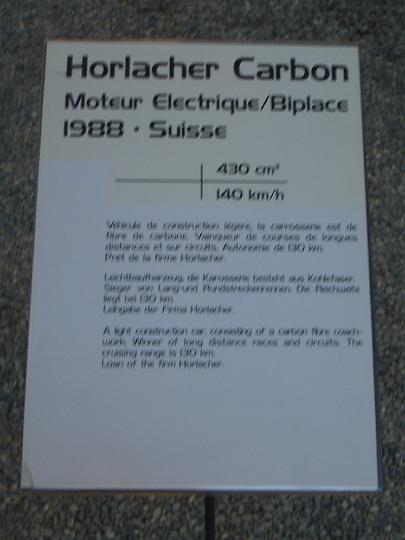 Horlacher Carbon
Moteur Electrique/Biplace
1988 · Suisse
430 cm³
140 km/h
Véhicule de construction légère, la carrosserie est de
fibre de carbone. Vainqueur de courses de longues
distances et sur circuits. Autonomie de 130 km.
Prêt de la firme Horlacher.
Leichtbaufharzeug, die Karosserie besteht aus Kohlefaser.
Sieger von Lang-und Rundstreckenrennen. Die Reichweite
liegt bei 130 km.
Leihgabe der Firma Horlacher.
A light construction car, consisting of a carbon fibre coach-
work. Winner of long distance races and circuits. The
cruising range is 130 km.
Loan of the firm Horlacher.